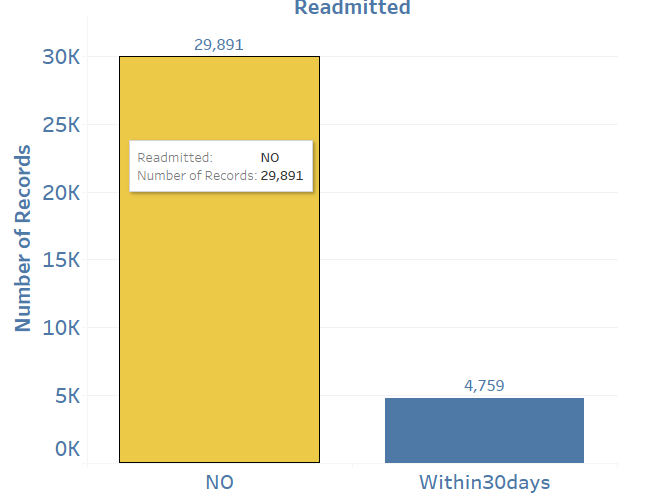 Readmitted
29,891
30K
25K
Readmitted: NO
Number of Records: 29,891
20K
15K
10K
4,759
5K
0K
Number of Records
NO Within30days